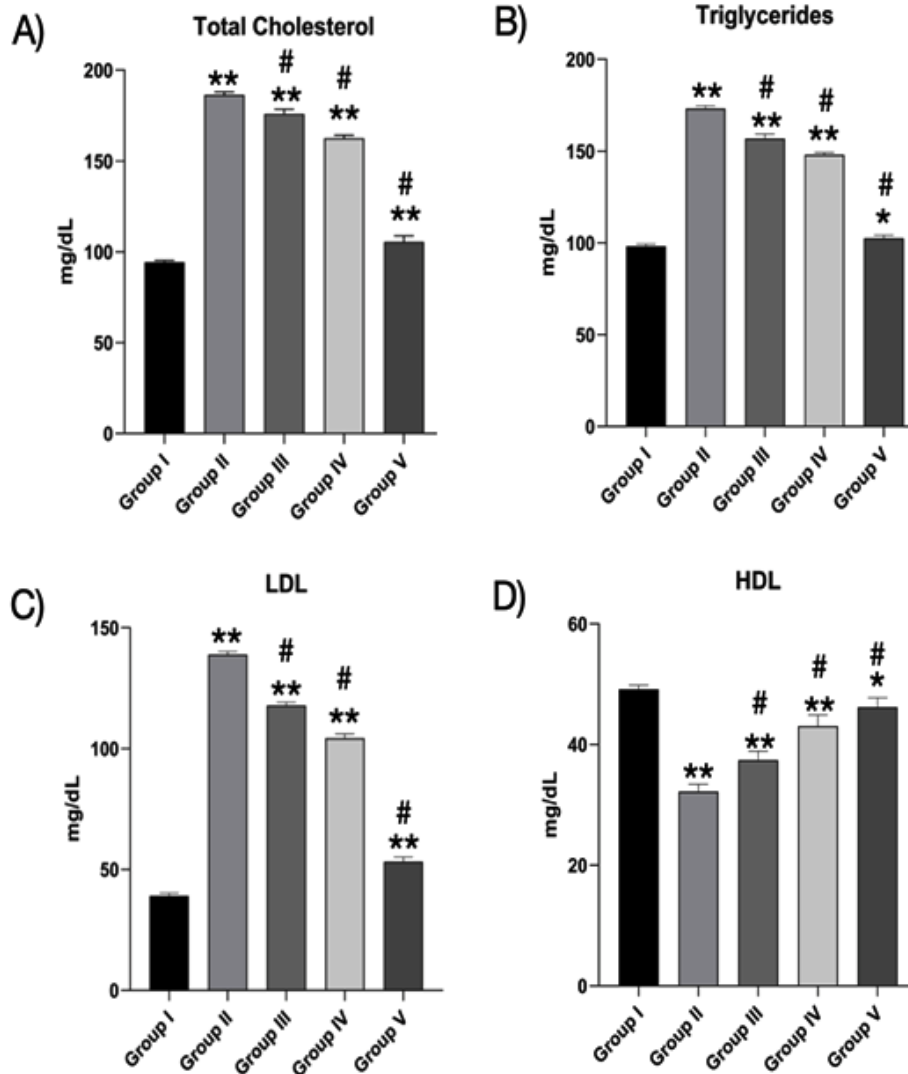 A)
Total Cholesterol
mg/dL
200
150
100
50
0
**
#
**
#
**
#
**
Group I
Group II
Group III
Group IV
Group V
B)
Triglycerides
mg/dL
200
150
100
50
0
**
#
**
#
**
#
*
Group I
Group II
Group III
Group IV
Group V
C)
LDL
mg/dL
150
100
50
0
**
#
**
#
**
#
**
Group I
Group II
Group III
Group IV
Group V
D)
HDL
mg/dL
60
40
20
0
**
#
**
#
**
#
*
Group I
Group II
Group III
Group IV
Group V